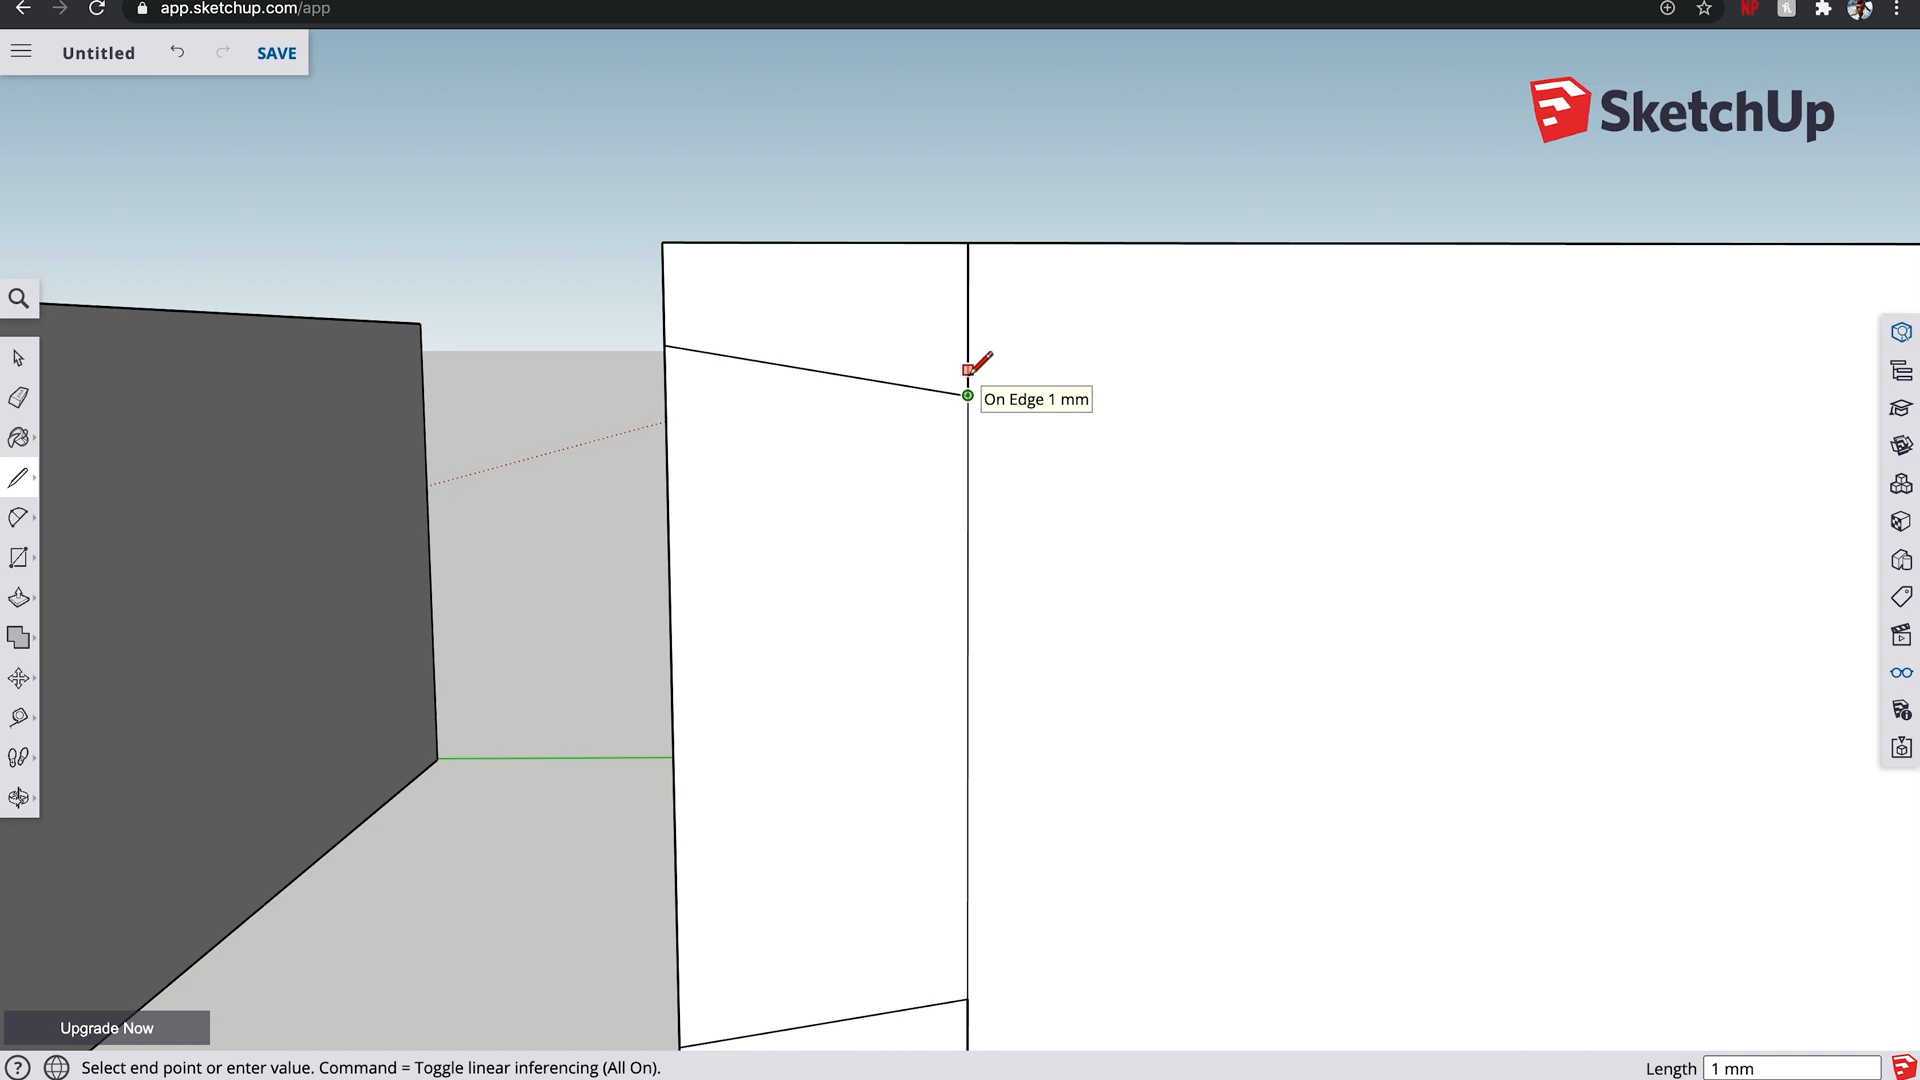 app.sketchup.com/app
NP
Untitled
SAVE
SketchUp
On Edge 1 mm
Upgrade Now
Select end point or enter value. Command = Toggle linear inferencing (All On).
Length 1 mm